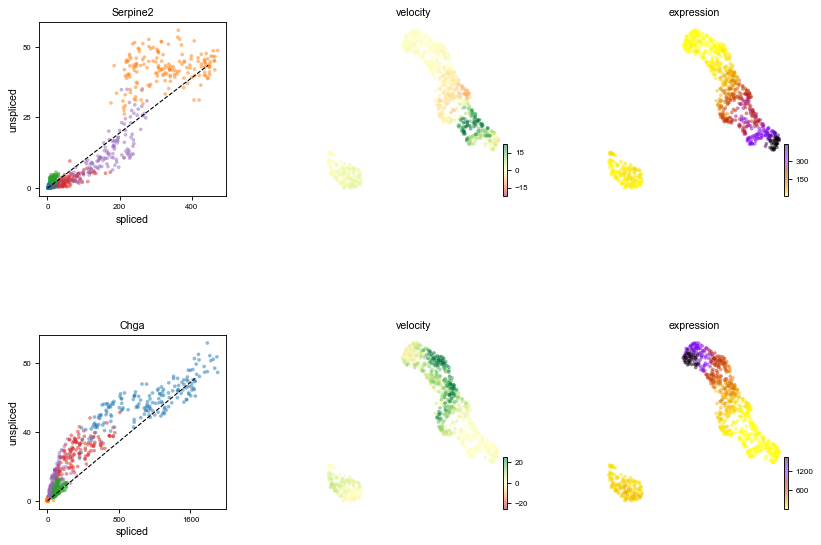 Serpine2
velocity
expression
50
25
0
unspliced
0
200
400
spliced
15
0
−15
300
150
Chga
velocity
expression
80
40
0
unspliced
0
800
1600
spliced
20
0
−20
1200
600